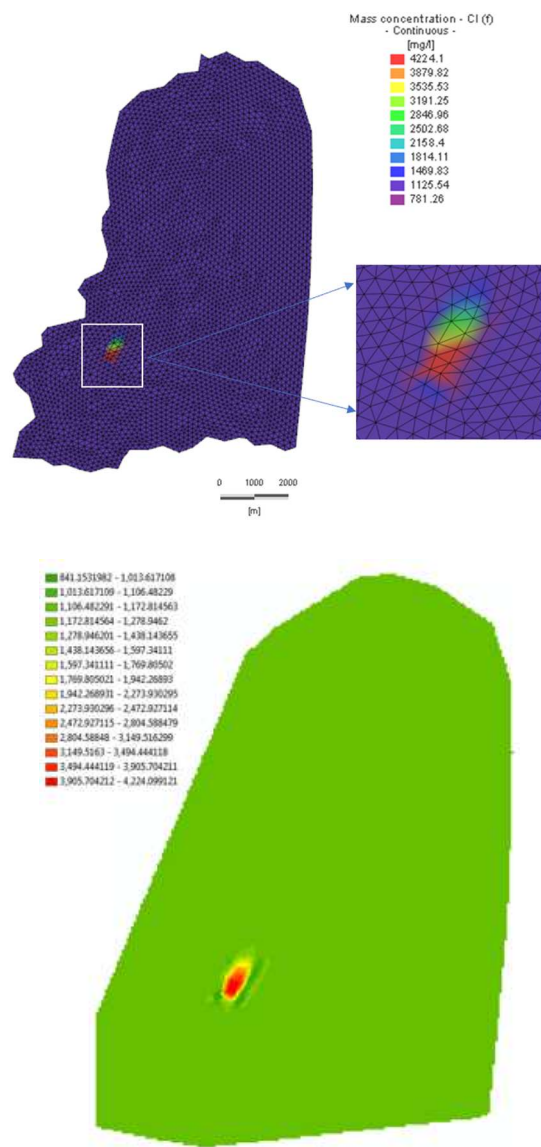 Mass concentration - Cl (f)
- Continuous -
[mg/l]
4224.1
3879.82
3535.53
3191.25
2846.96
2502.68
2158.4
1814.11
1469.83
1125.54
781.26
0 1000 2000
[m]
841.1531982 - 1,013.617108
1,013.617109 - 1,106.48229
1,106.482291 - 1,172.814563
1,172.814564 - 1,278.9462
1,278.946201 - 1,438.143655
1,438.143656 - 1,597.34111
1,597.341111 - 1,769.80502
1,769.805021 - 1,942.26893
1,942.268931 - 2,273.930295
2,273.930296 - 2,472.927114
2,472.927115 - 2,804.588479
2,804.58848 - 3,149.516299
3,149.5163 - 3,494.444118
3,494.444119 - 3,905.704211
3,905.704212 - 4,224.099121